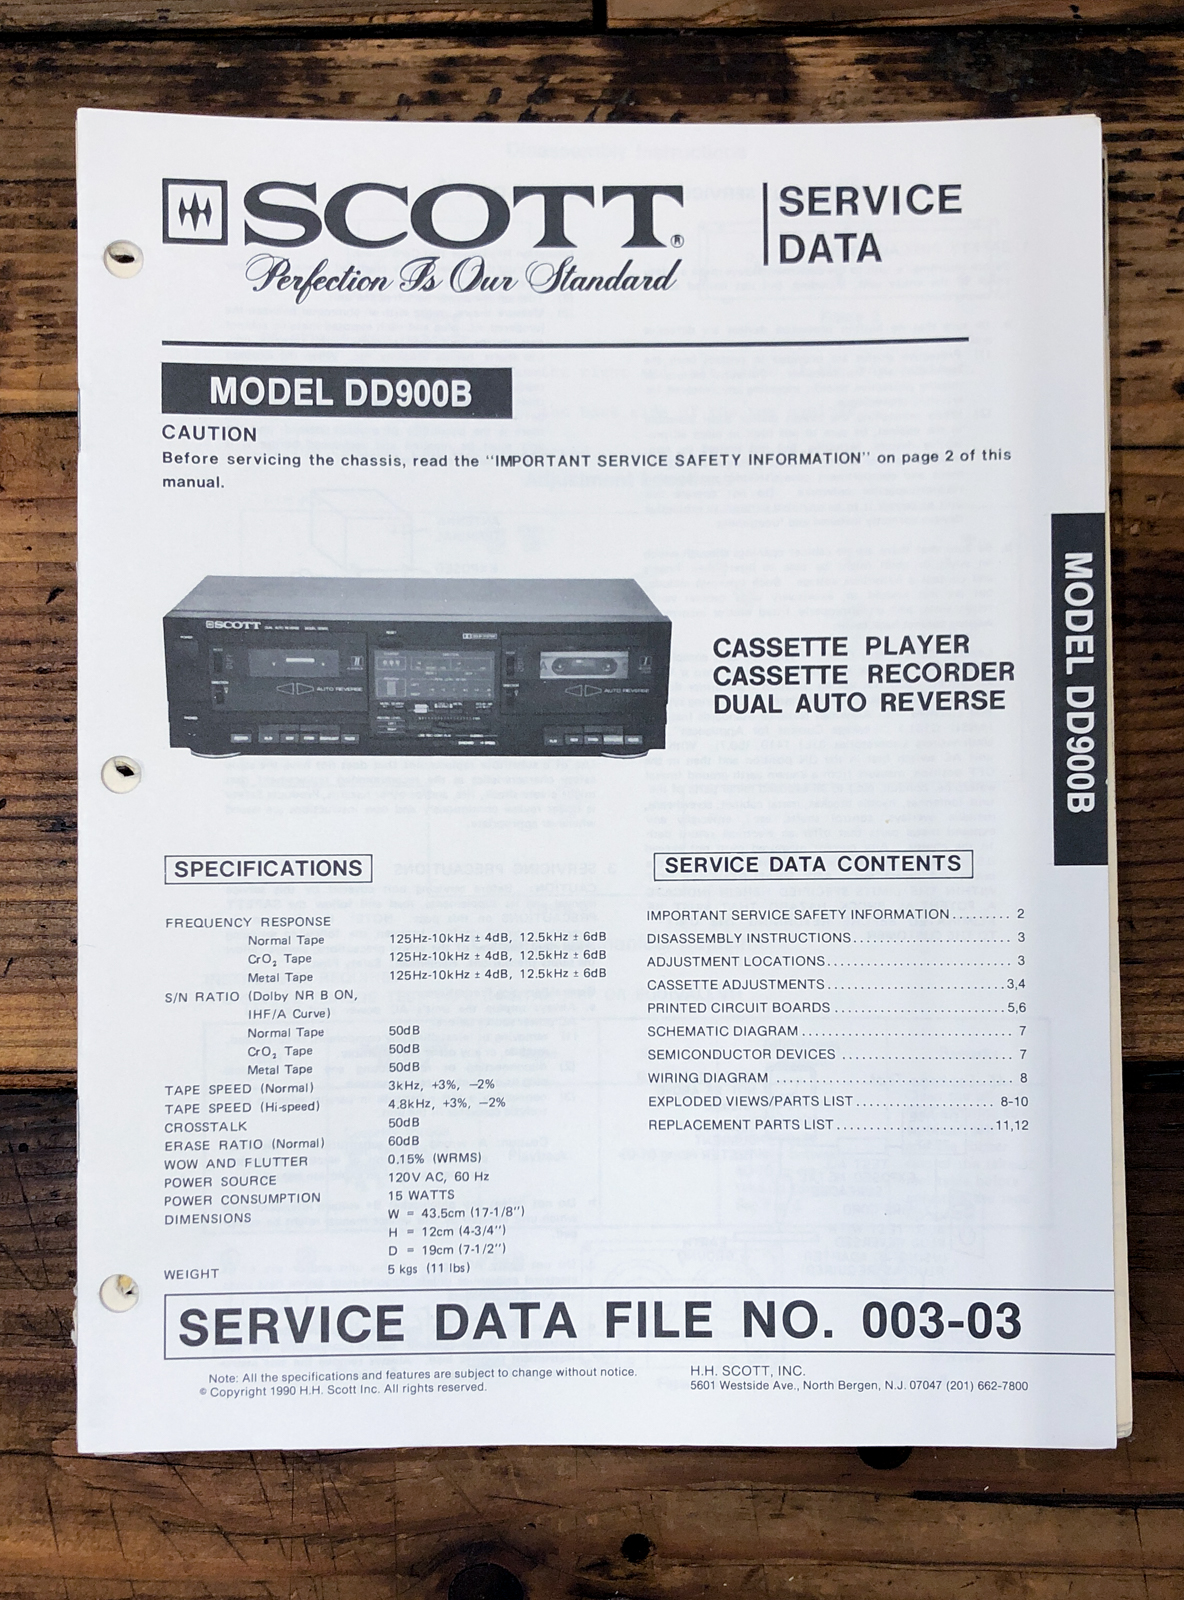 SCOTT®
Perfection Is Our Standard
SERVICE
DATA
MODEL DD900B
CAUTION
Before servicing the chassis, read the "IMPORTANT SERVICE SAFETY INFORMATION" on page 2 of this
manual.
MODEL DD900B
SCOTT
AUTO REVERSE
AUTO REVERSE
CASSETTE PLAYER
CASSETTE RECORDER
DUAL AUTO REVERSE
SPECIFICATIONS
FREQUENCY RESPONSE
Normal Tape 125Hz-10kHz ± 4dB, 12.5kHz ± 6dB
CrO₂ Tape 125Hz-10kHz ± 4dB, 12.5kHz ± 6dB
Metal Tape 125Hz-10kHz ± 4dB, 12.5kHz ± 6dB
S/N RATIO (Dolby NR B ON,
IHF/A Curve)
Normal Tape 50dB
CrO₂ Tape 50dB
Metal Tape 50dB
TAPE SPEED (Normal) 3kHz, +3%, −2%
TAPE SPEED (Hi-speed) 4.8kHz, +3%, −2%
CROSSTALK 50dB
ERASE RATIO (Normal) 60dB
WOW AND FLUTTER 0.15% (WRMS)
POWER SOURCE 120V AC, 60 Hz
POWER CONSUMPTION 15 WATTS
DIMENSIONS W = 43.5cm (17-1/8")
H = 12cm (4-3/4")
D = 19cm (7-1/2")
WEIGHT 5 kgs (11 lbs)
SERVICE DATA CONTENTS
IMPORTANT SERVICE SAFETY INFORMATION......... 2
DISASSEMBLY INSTRUCTIONS....................... 3
ADJUSTMENT LOCATIONS........................... 3
CASSETTE ADJUSTMENTS..........................3,4
PRINTED CIRCUIT BOARDS .........................5,6
SCHEMATIC DIAGRAM............................... 7
SEMICONDUCTOR DEVICES ......................... 7
WIRING DIAGRAM ................................... 8
EXPLODED VIEWS/PARTS LIST.................... 8-10
REPLACEMENT PARTS LIST.......................11,12
SERVICE DATA FILE NO. 003-03
Note: All the specifications and features are subject to change without notice.
© Copyright 1990 H.H. Scott Inc. All rights reserved.
H.H. SCOTT, INC.
5601 Westside Ave., North Bergen, N.J. 07047 (201) 662-7800